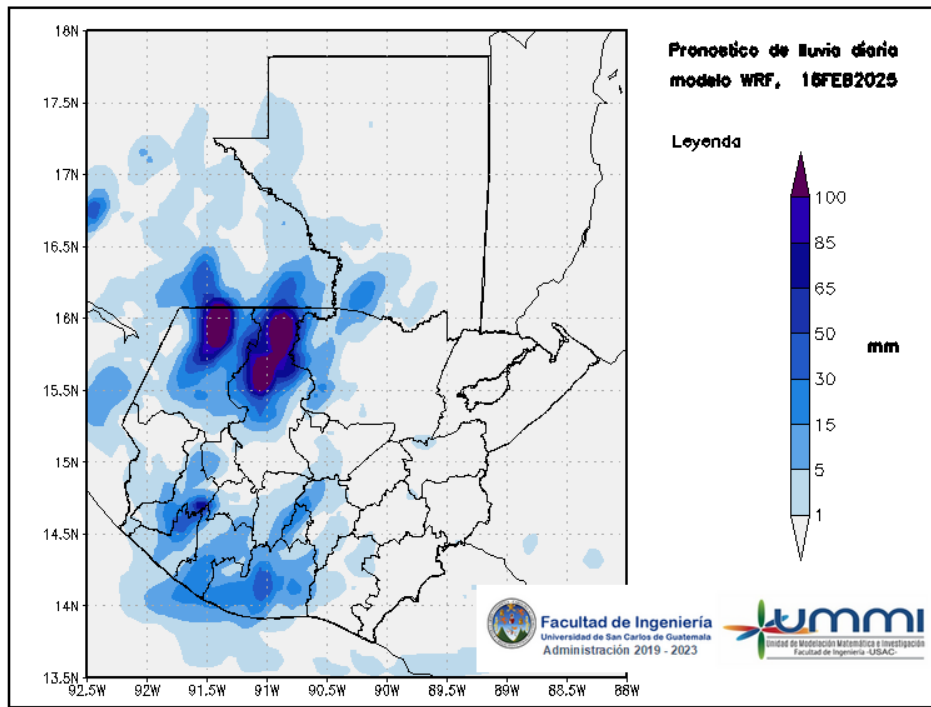 18N
17.5N
17N
16.5N
16N
15.5N
15N
14.5N
14N
13.5N
92.5W
92W
91.5W
91W
90.5W
90W
89.5W
89W
88.5W
88W
Pronostico de lluvia diaria
modelo WRF, 16FEB2025
Leyenda
100
85
65
50
30
15
5
1
mm
Facultad de Ingeniería
Universidad de San Carlos de Guatemala
Administración 2019 - 2023
UMMI
Unidad de Modelación Matemática e Investigación
Facultad de Ingeniería -USAC-